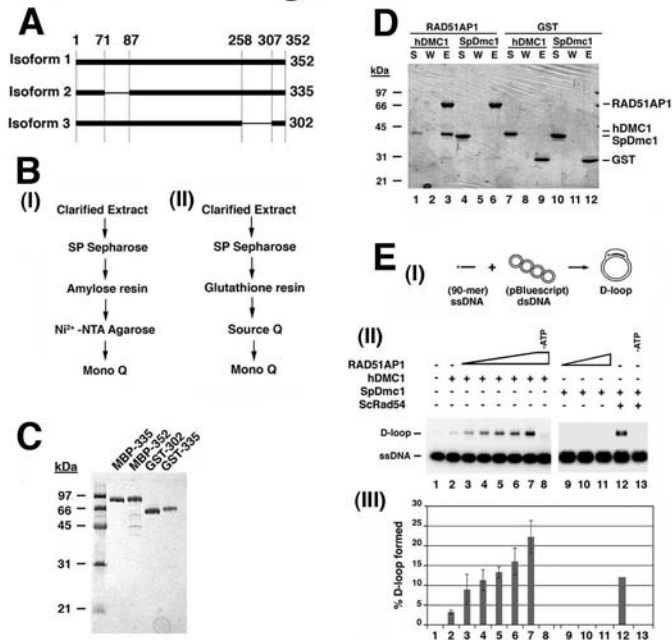 A
1 71 87 258 307 352
Isoform 1 352
Isoform 2 335
Isoform 3 302
B
(I) (II)
Clarified Extract
SP Sepharose
Amylose resin
Ni²⁺ -NTA Agarose
Mono Q
Clarified Extract
SP Sepharose
Glutathione resin
Source Q
Mono Q
C
MBP-335
MBP-352
GST-302
GST-335
kDa
97
66
45
31
21
D
RAD51AP1 GST
hDMC1 SpDmc1 hDMC1 SpDmc1
S W E S W E S W E S W E
kDa
97
66
45
31
21
RAD51AP1
hDMC1
SpDmc1
GST
1 2 3 4 5 6 7 8 9 10 11 12
E
(I)
+
(90-mer) (pBluescript) D-loop
ssDNA dsDNA
(II)
-ATP -ATP
RAD51AP1 - - - -
hDMC1 - + + + + + + + - - - - -
SpDmc1 - - - - - - - - + + + + +
ScRad54 - - - - - - - - - - - + +
D-loop
ssDNA
1 2 3 4 5 6 7 8 9 10 11 12 13
(III)
% D-loop formed
30
25
20
15
10
5
0
1 2 3 4 5 6 7 8 9 10 11 12 13